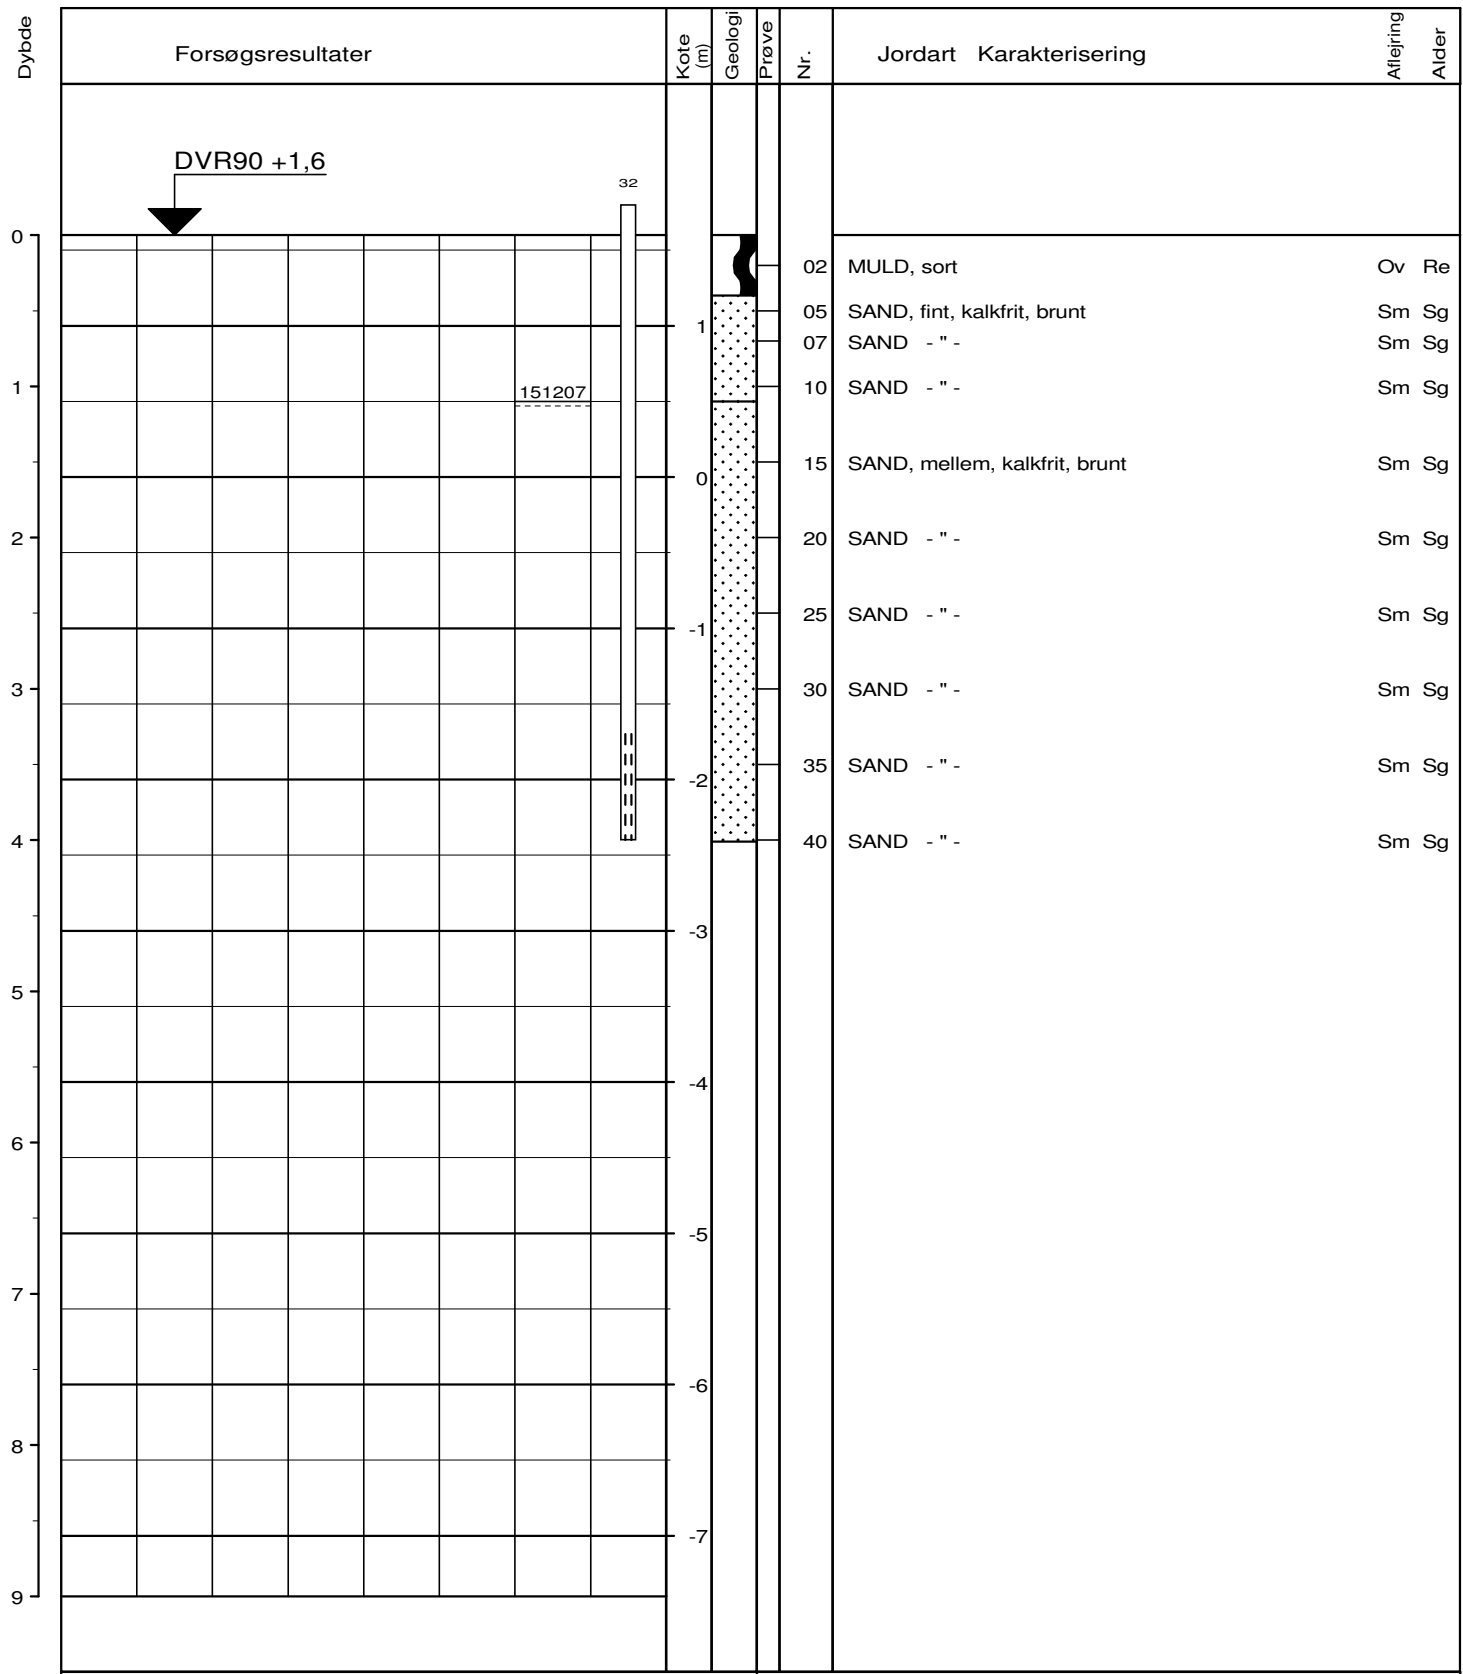 Dybde Forsøgsresultater Kote (m) Geologi Prøve Nr. Jordart Karakterisering Aflejring Alder
DVR90 +1,6
32
0
02 MULD, sort Ov Re
05 SAND, fint, kalkfrit, brunt Sm Sg
1
07 SAND - " - Sm Sg
1 151207 10 SAND - " - Sm Sg
15 SAND, mellem, kalkfrit, brunt Sm Sg
0
2 20 SAND - " - Sm Sg
25 SAND - " - Sm Sg
-1
3 30 SAND - " - Sm Sg
35 SAND - " - Sm Sg
-2
4 40 SAND - " - Sm Sg
-3
5
-4
6
-5
7
-6
8
-7
9